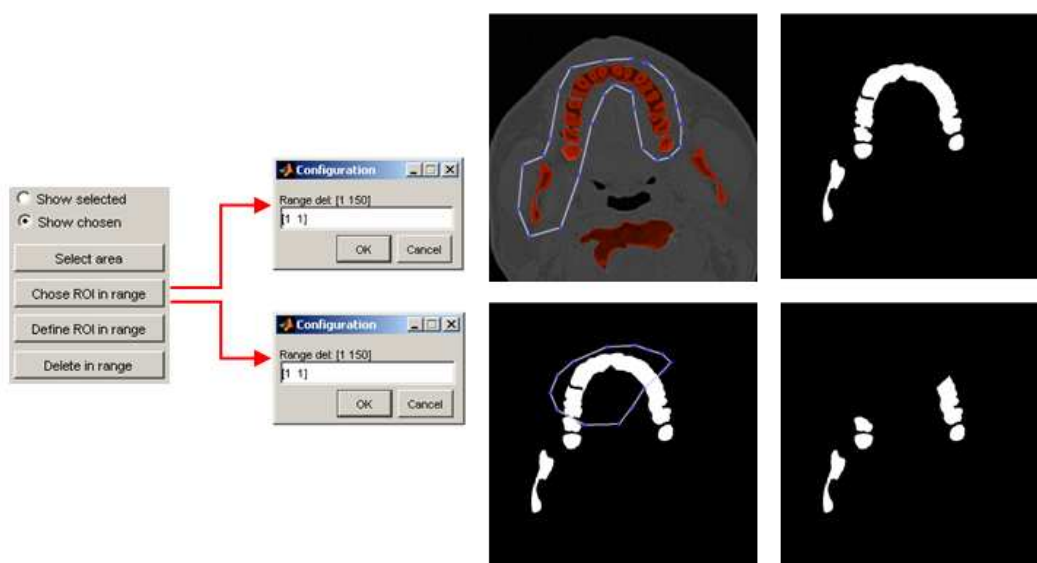 Show selected
Show chosen
Select area
Chose ROI in range
Define ROI in range
Delete in range
Configuration
Range del: [1 150]
[1 1]
OK Cancel
Configuration
Range del: [1 150]
[1 1]
OK Cancel